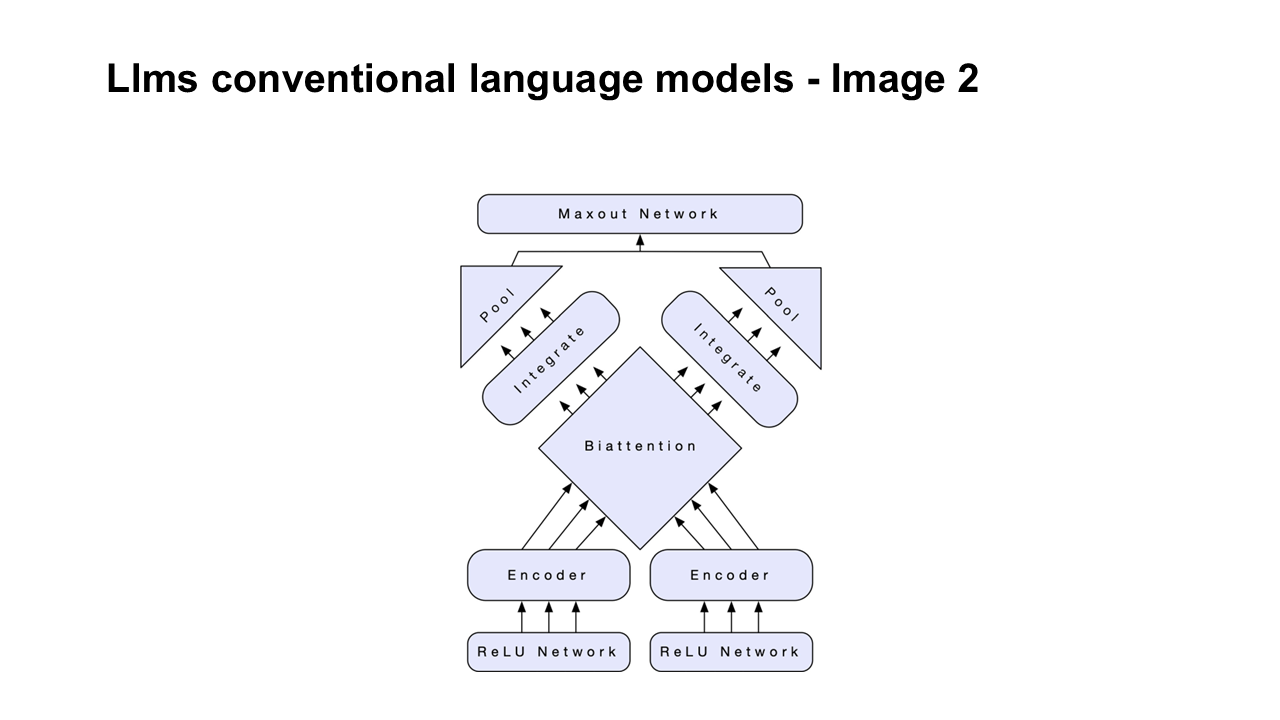 Llms conventional language models - Image 2
Maxout Network
Pool
Pool
Integrate
Integrate
Biattention
Encoder
Encoder
ReLU Network
ReLU Network